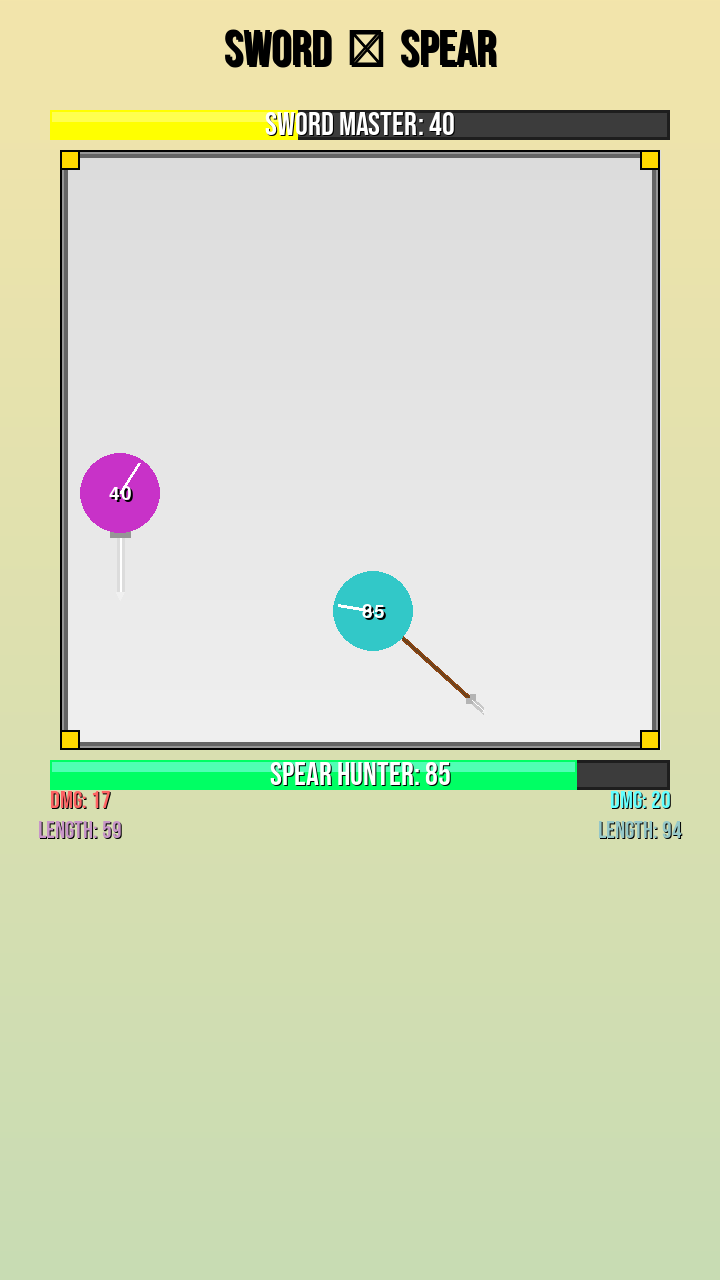 SWORD SPEAR
SWORD MASTER: 40
40
85
SPEAR HUNTER: 85
DMG: 17
DMG: 20
LENGTH: 59
LENGTH: 94